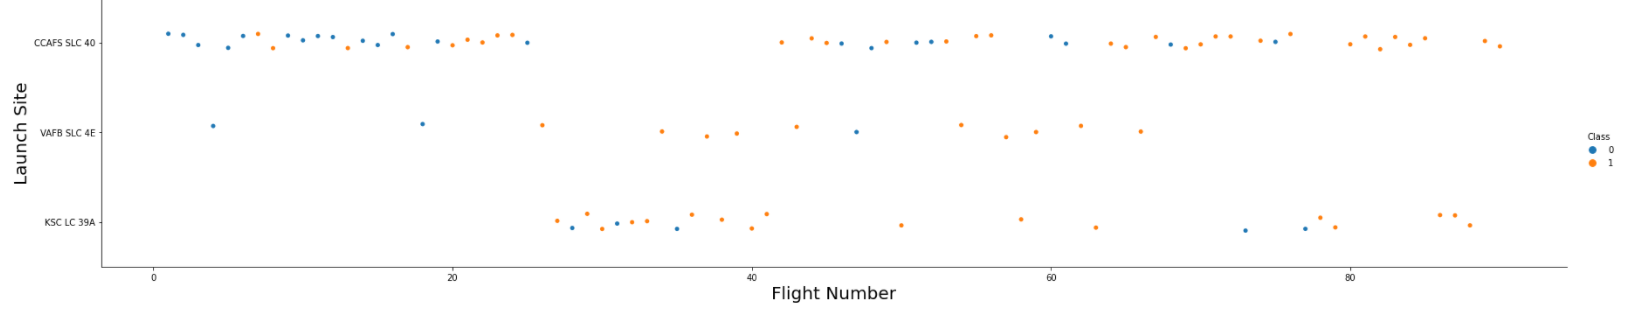 CCAFS SLC 40
VAFB SLC 4E
KSC LC 39A
Launch Site
0 20 40 60 80
Flight Number
Class
0
1